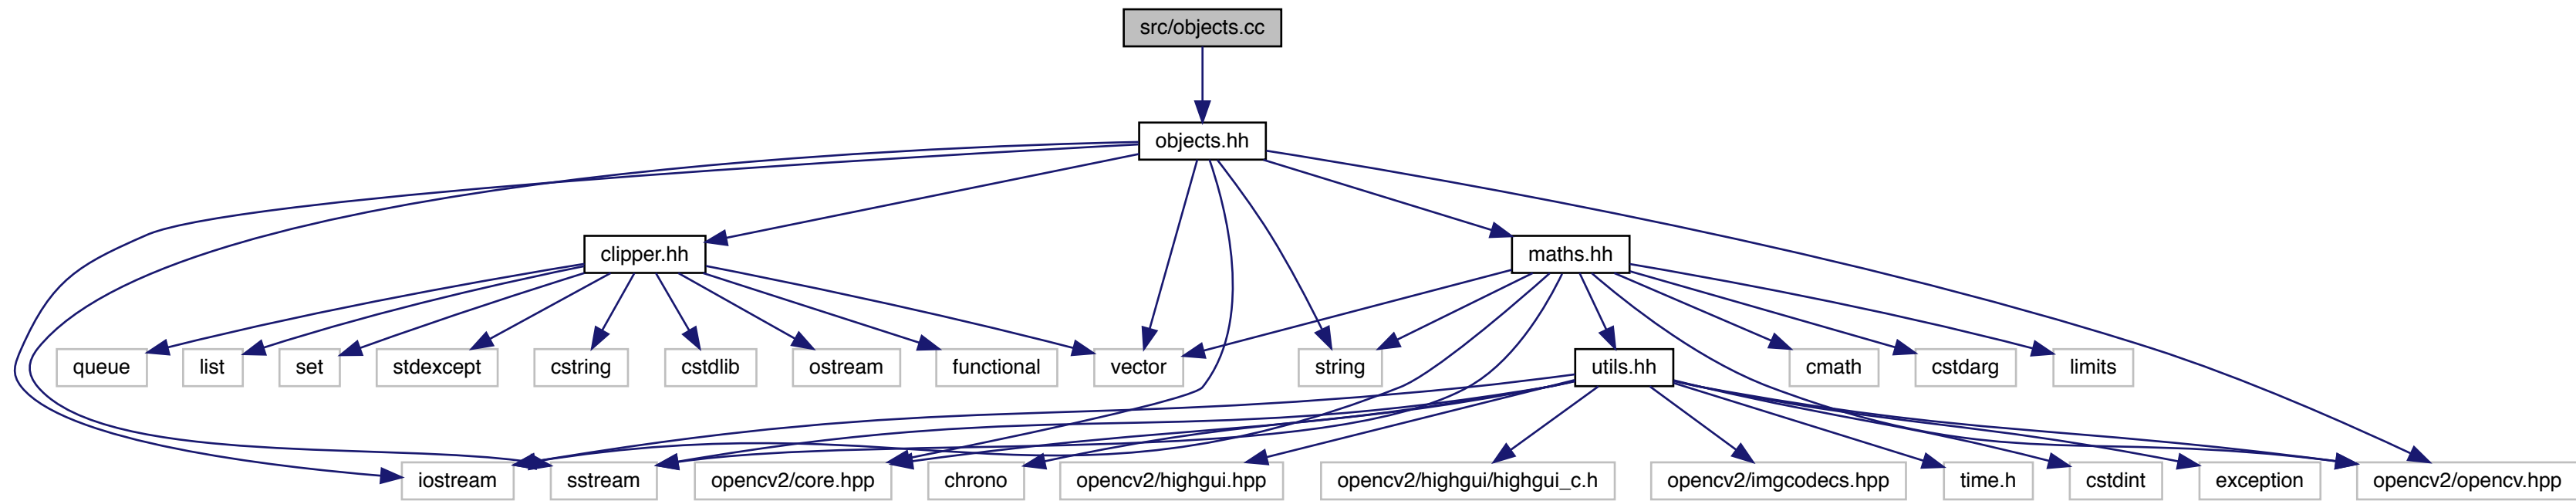 src/objects.cc
objects.hh
clipper.hh
maths.hh
queue
list
set
stdexcept
cstring
cstdlib
ostream
functional
vector
string
utils.hh
cmath
cstdarg
limits
iostream
sstream
opencv2/core.hpp
chrono
opencv2/highgui.hpp
opencv2/highgui/highgui_c.h
opencv2/imgcodecs.hpp
time.h
cstdint
exception
opencv2/opencv.hpp